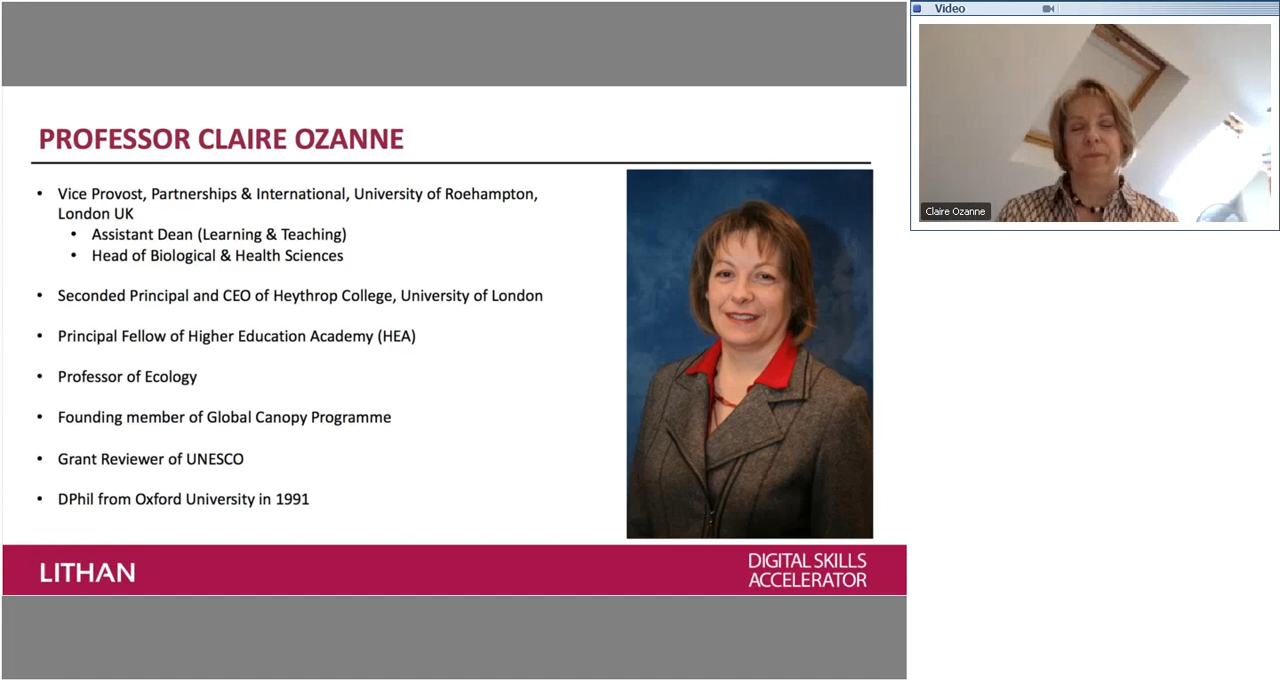 PROFESSOR CLAIRE OZANNE
• Vice Provost, Partnerships & International, University of Roehampton,
London UK
• Assistant Dean (Learning & Teaching)
• Head of Biological & Health Sciences
• Seconded Principal and CEO of Heythrop College, University of London
• Principal Fellow of Higher Education Academy (HEA)
• Professor of Ecology
• Founding member of Global Canopy Programme
• Grant Reviewer of UNESCO
• DPhil from Oxford University in 1991
LITHAN
DIGITAL SKILLS
ACCELERATOR
Video
Claire Ozanne